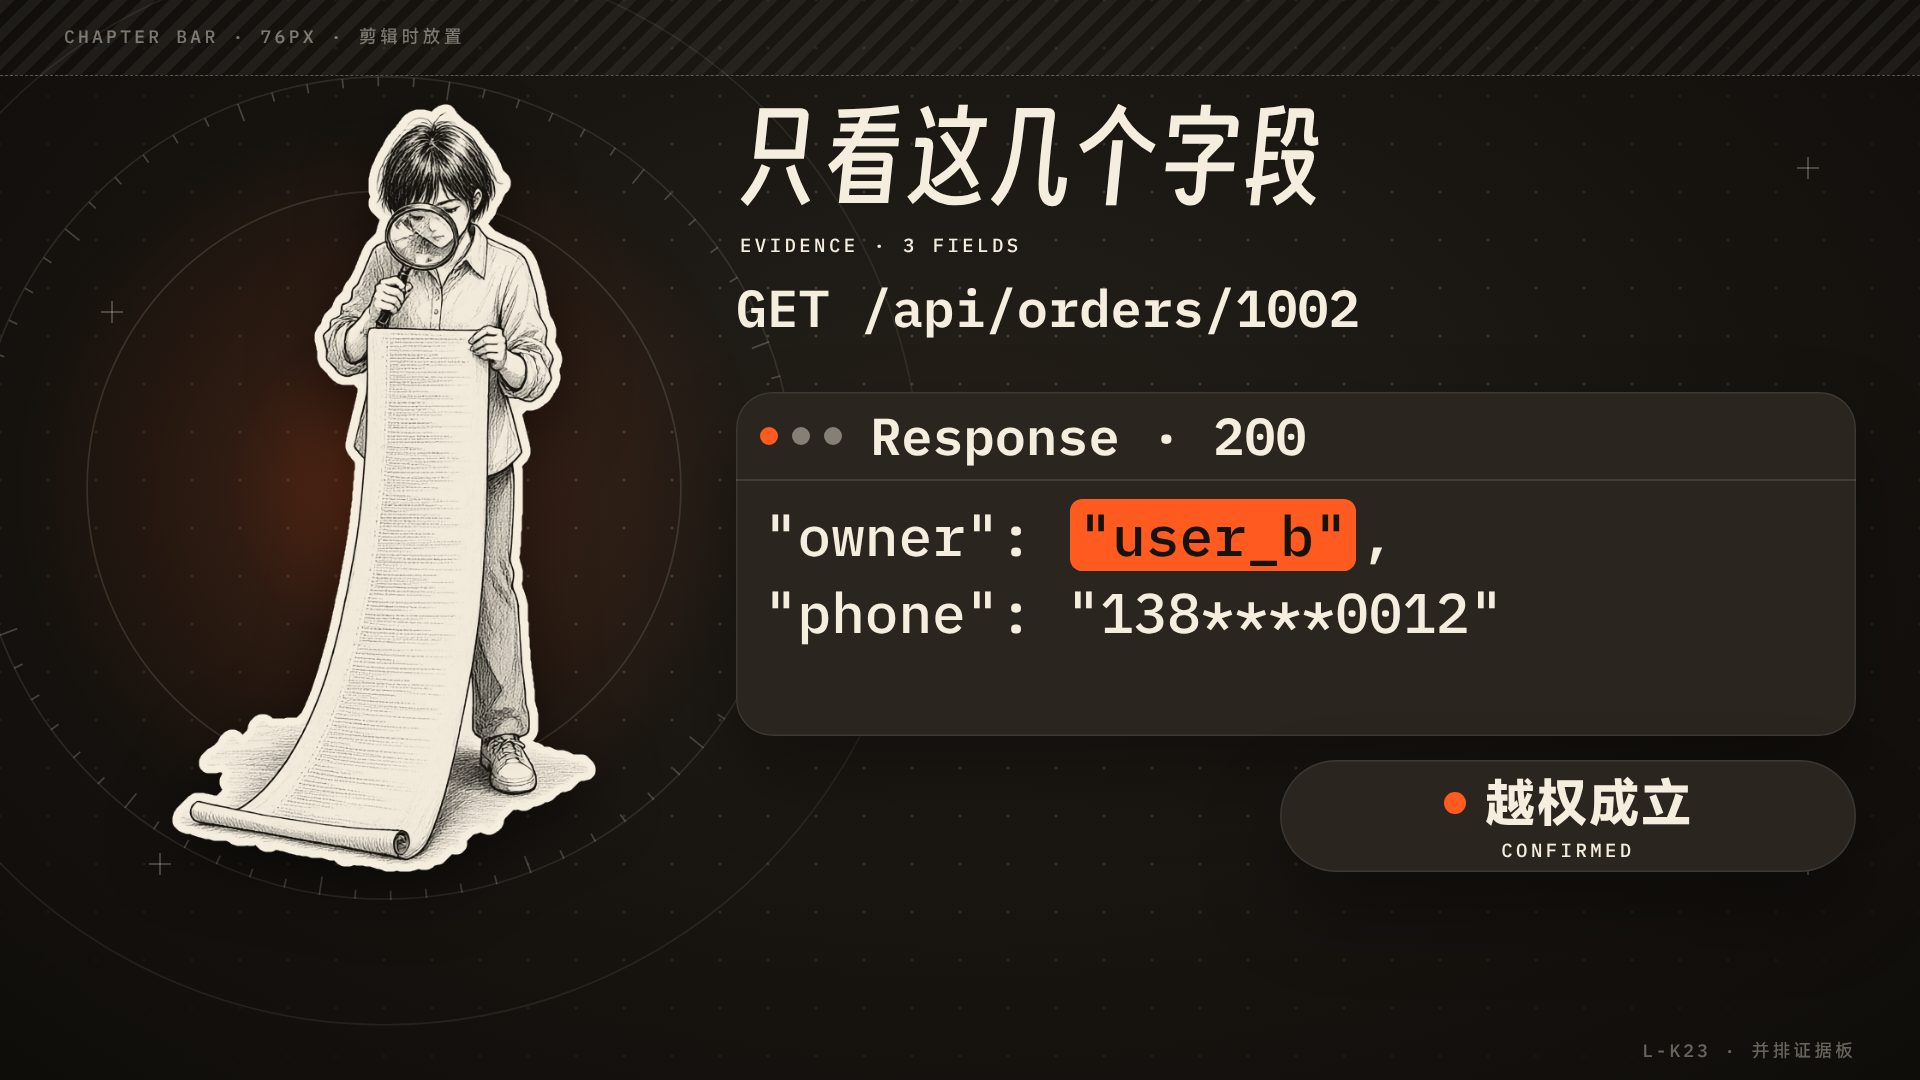 CHAPTER BAR · 76PX · 剪辑时放置
只看这几个字段
EVIDENCE · 3 FIELDS
GET /api/orders/1002
Response · 200
"owner": "user_b",
"phone": "138****0012"
越权成立
CONFIRMED
L-K23 · 并排证据板